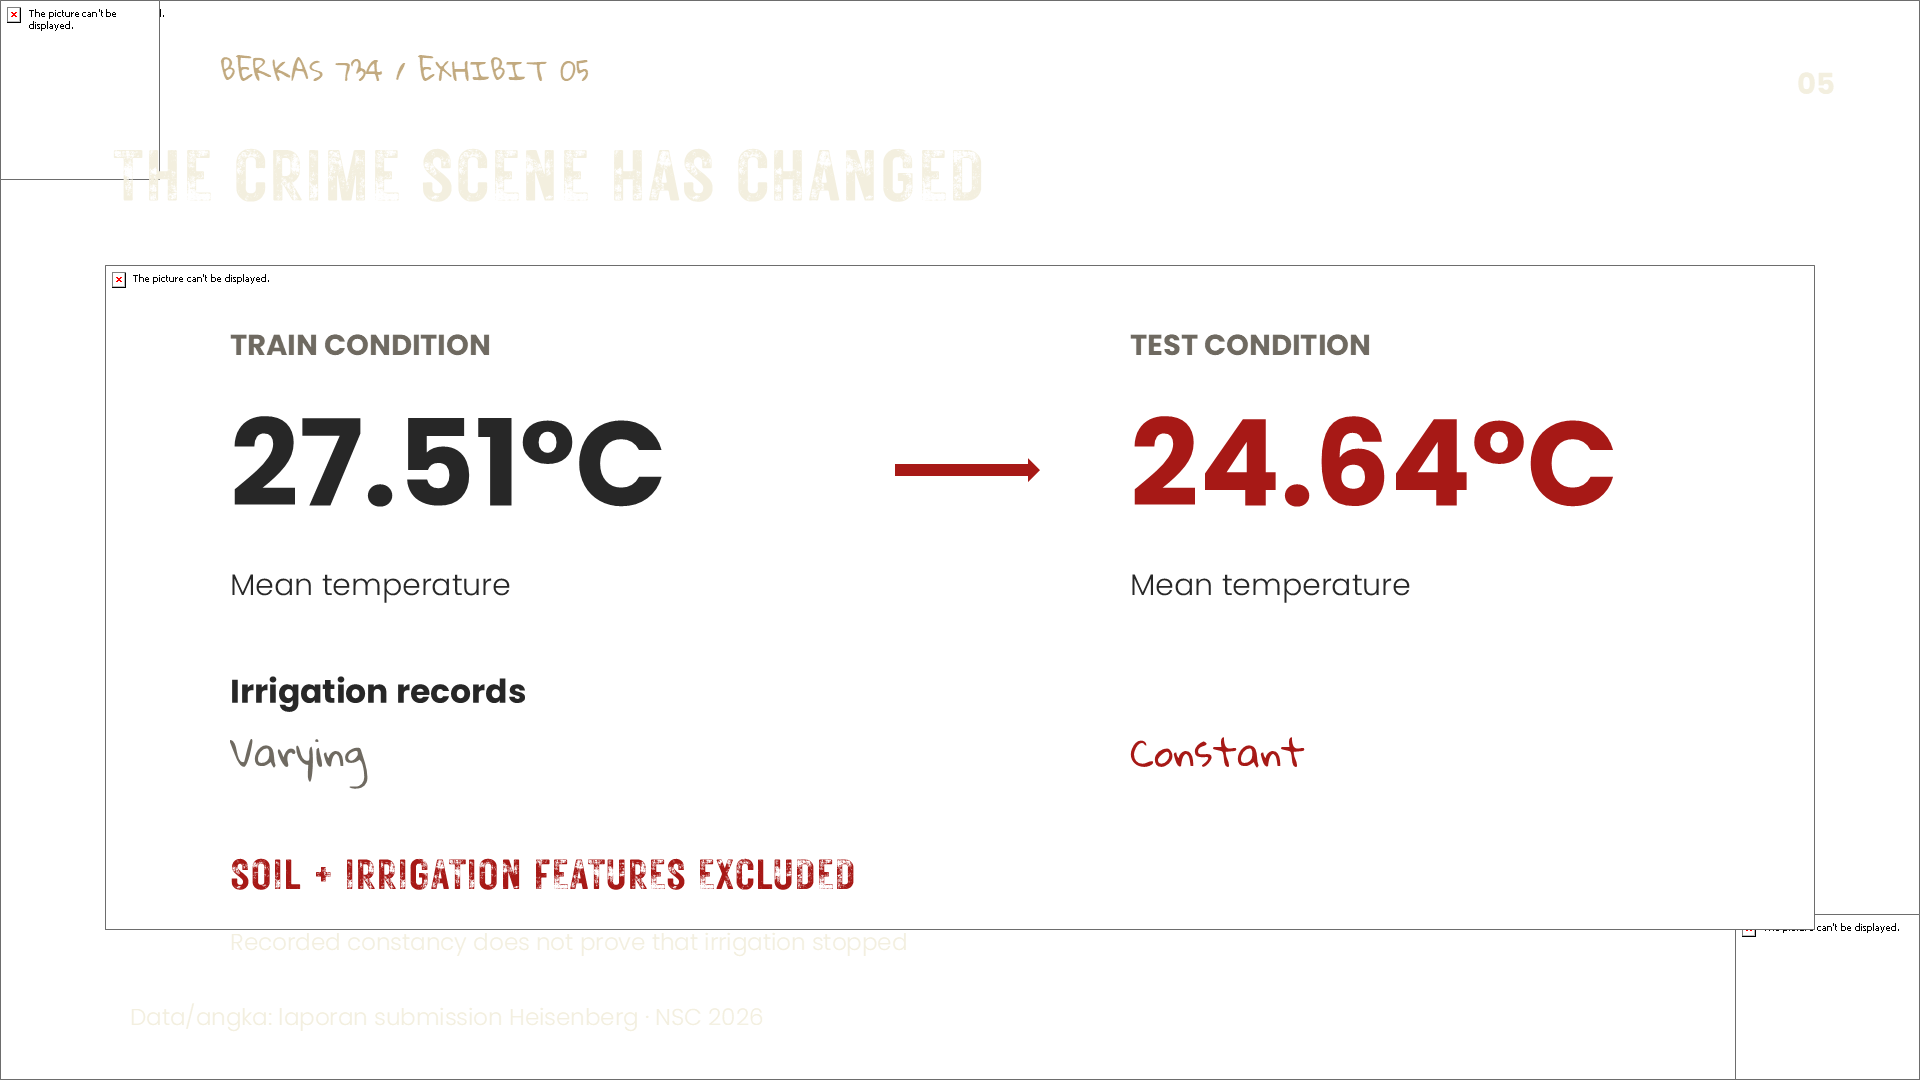 The picture can't be
displayed.
BERKAS 734 / EXHIBIT 05
05
THE CRIME SCENE HAS CHANGED
The picture can't be displayed.
TRAIN CONDITION
TEST CONDITION
27.51°C
24.64°C
Mean temperature
Mean temperature
Irrigation records
Varying
Constant
SOIL + IRRIGATION FEATURES EXCLUDED
The picture can't be displayed.
Recorded constancy does not prove that irrigation stopped
Data/angka: laporan submission Heisenberg · NSC 2026